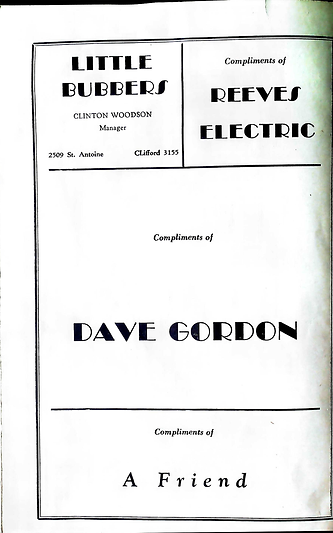 LITTLE
BUBBERS
CLINTON WOODSON
Manager
2509 St. Antoine CLifford 3155
Compliments of
REEVES
ELECTRIC
Compliments of
DAVE GORDON
Compliments of
A Friend